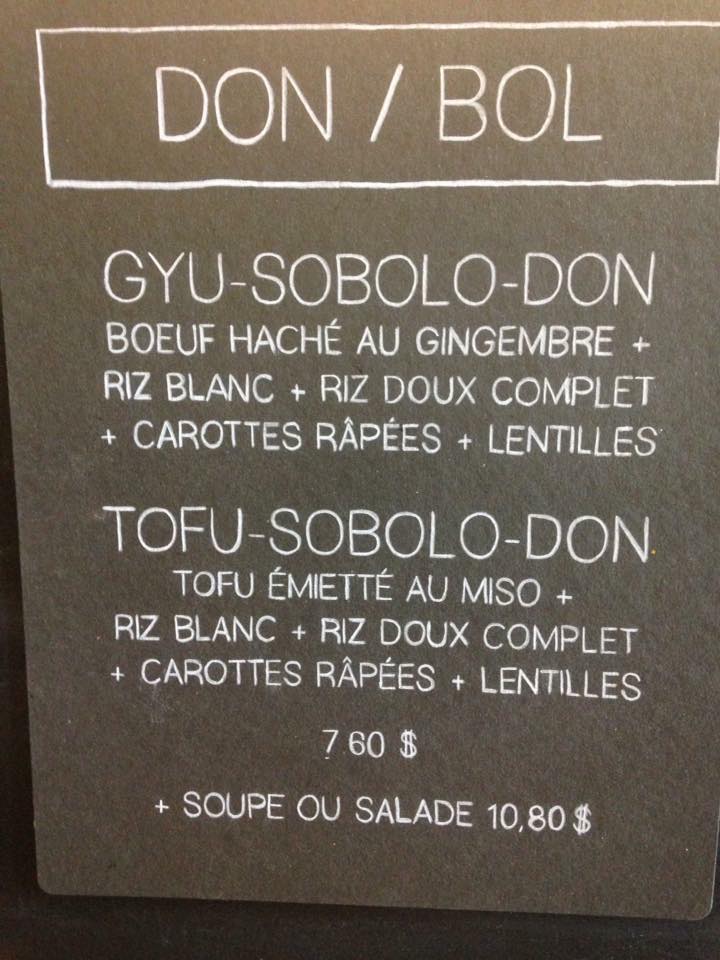 DON / BOL
GYU-SOBOLO-DON
BOEUF HACHÉ AU GINGEMBRE +
RIZ BLANC + RIZ DOUX COMPLET
+ CAROTTES RÂPÉES + LENTILLES
TOFU-SOBOLO-DON
TOFU ÉMIETTÉ AU MISO +
RIZ BLANC + RIZ DOUX COMPLET
+ CAROTTES RÂPÉES + LENTILLES
7 60 $
+ SOUPE OU SALADE 10,80 $